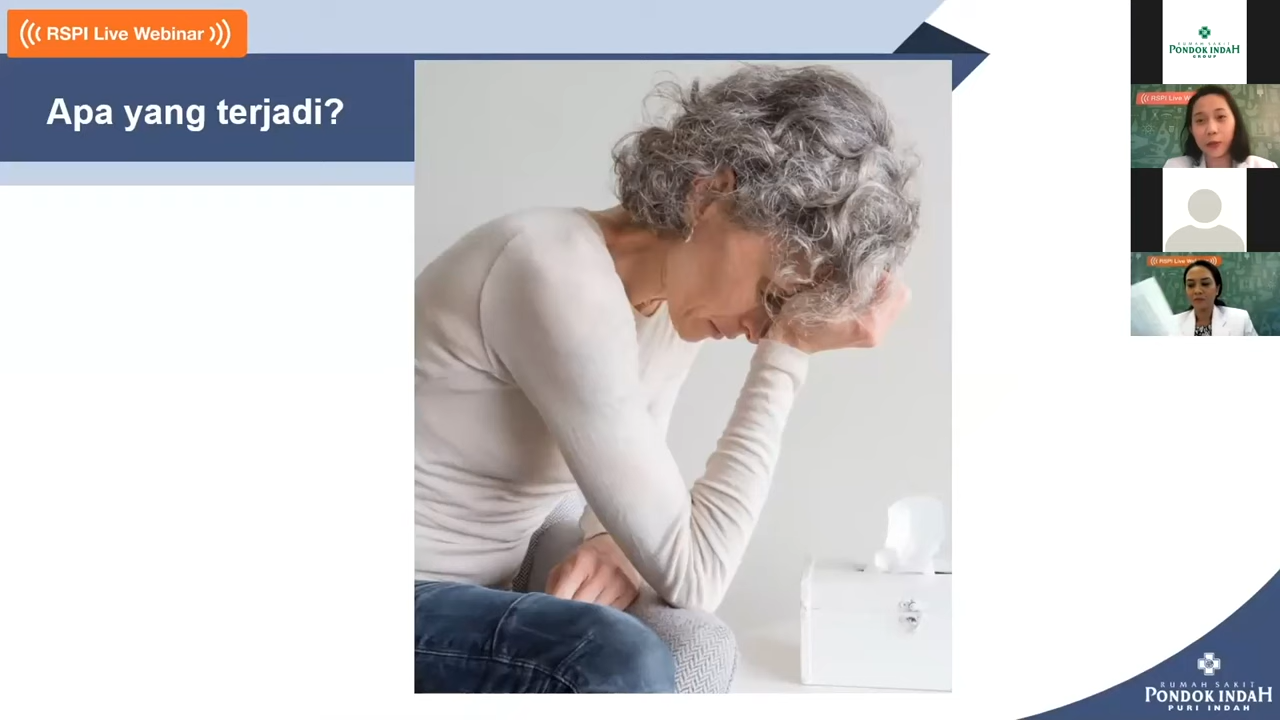 RSPI Live Webinar
Apa yang terjadi?
RUMAH SAKIT
PONDOK INDAH
GROUP
RSPI Live W
RSPI Live We
RUMAH SAKIT
PONDOK INDAH
PURI INDAH